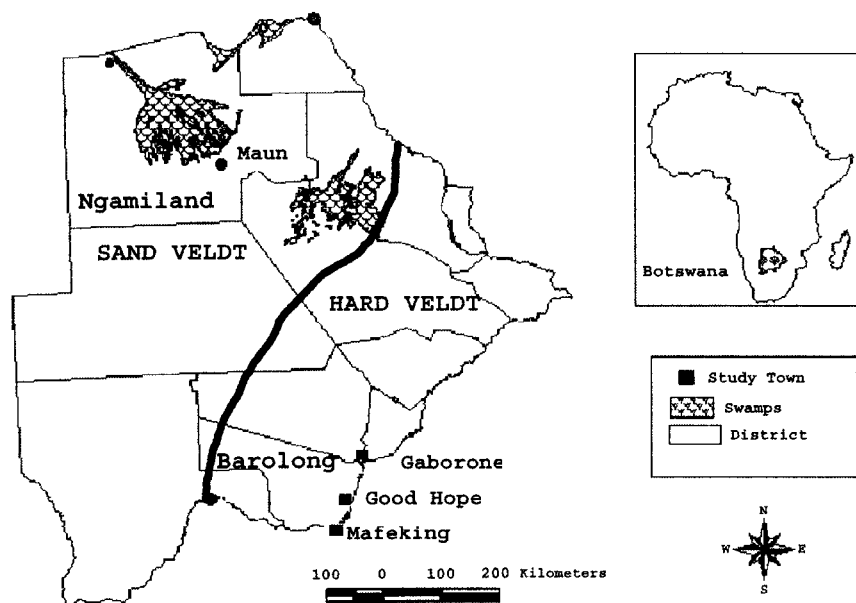 Maun
Ngamiland
SAND VELDT
HARD VELDT
Barolong
Gaborone
Good Hope
Mafeking
100 0 100 200 Kilometers
Botswana
Study Town
Swamps
District
N
W E
S